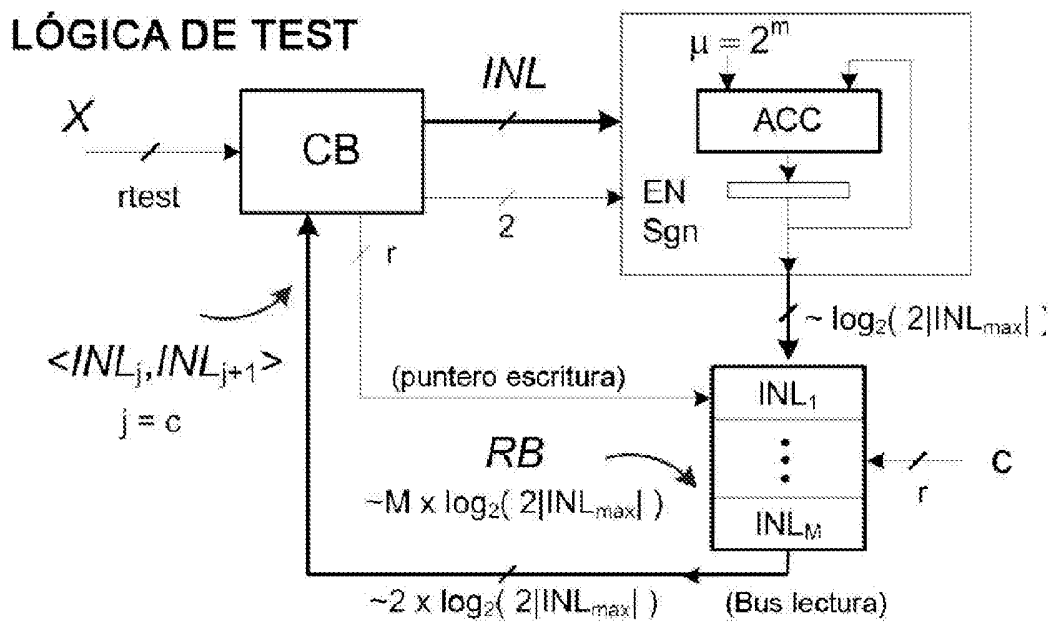 LÓGICA DE TEST
μ = 2^m
INL
X
CB
ACC
rtest
2
EN
Sgn
r
~ log₂( 2|INLmax| )
<INLj,INLj+1>
j = c
(puntero escritura)
INL₁
RB
~M x log₂( 2|INLmax| )
c
r
INLM
~2 x log₂( 2|INLmax| )
(Bus lectura)